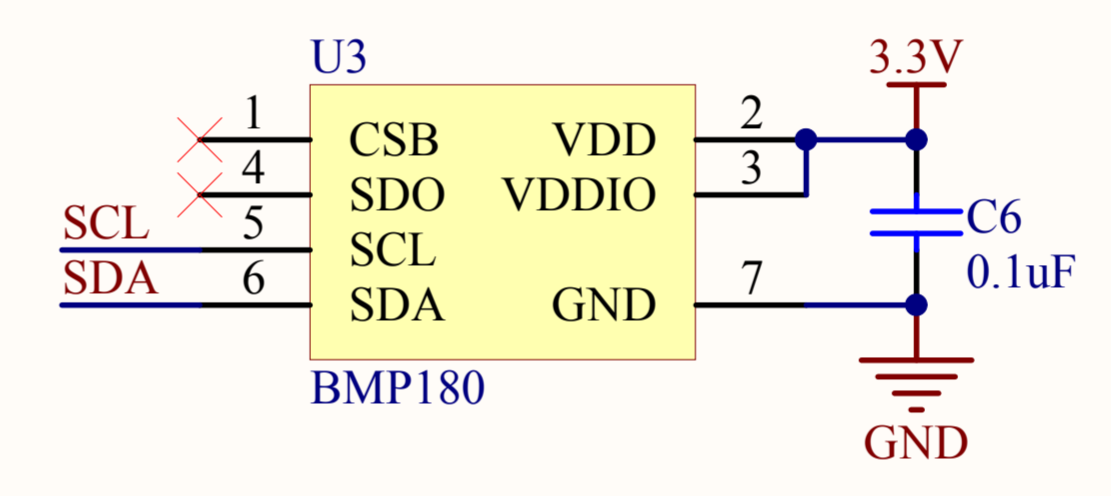 U3
3.3V
1
CSB
VDD
2
4
SDO
VDDIO
3
SCL
5
SCL
C6
SDA
6
SDA
GND
7
0.1uF
BMP180
GND